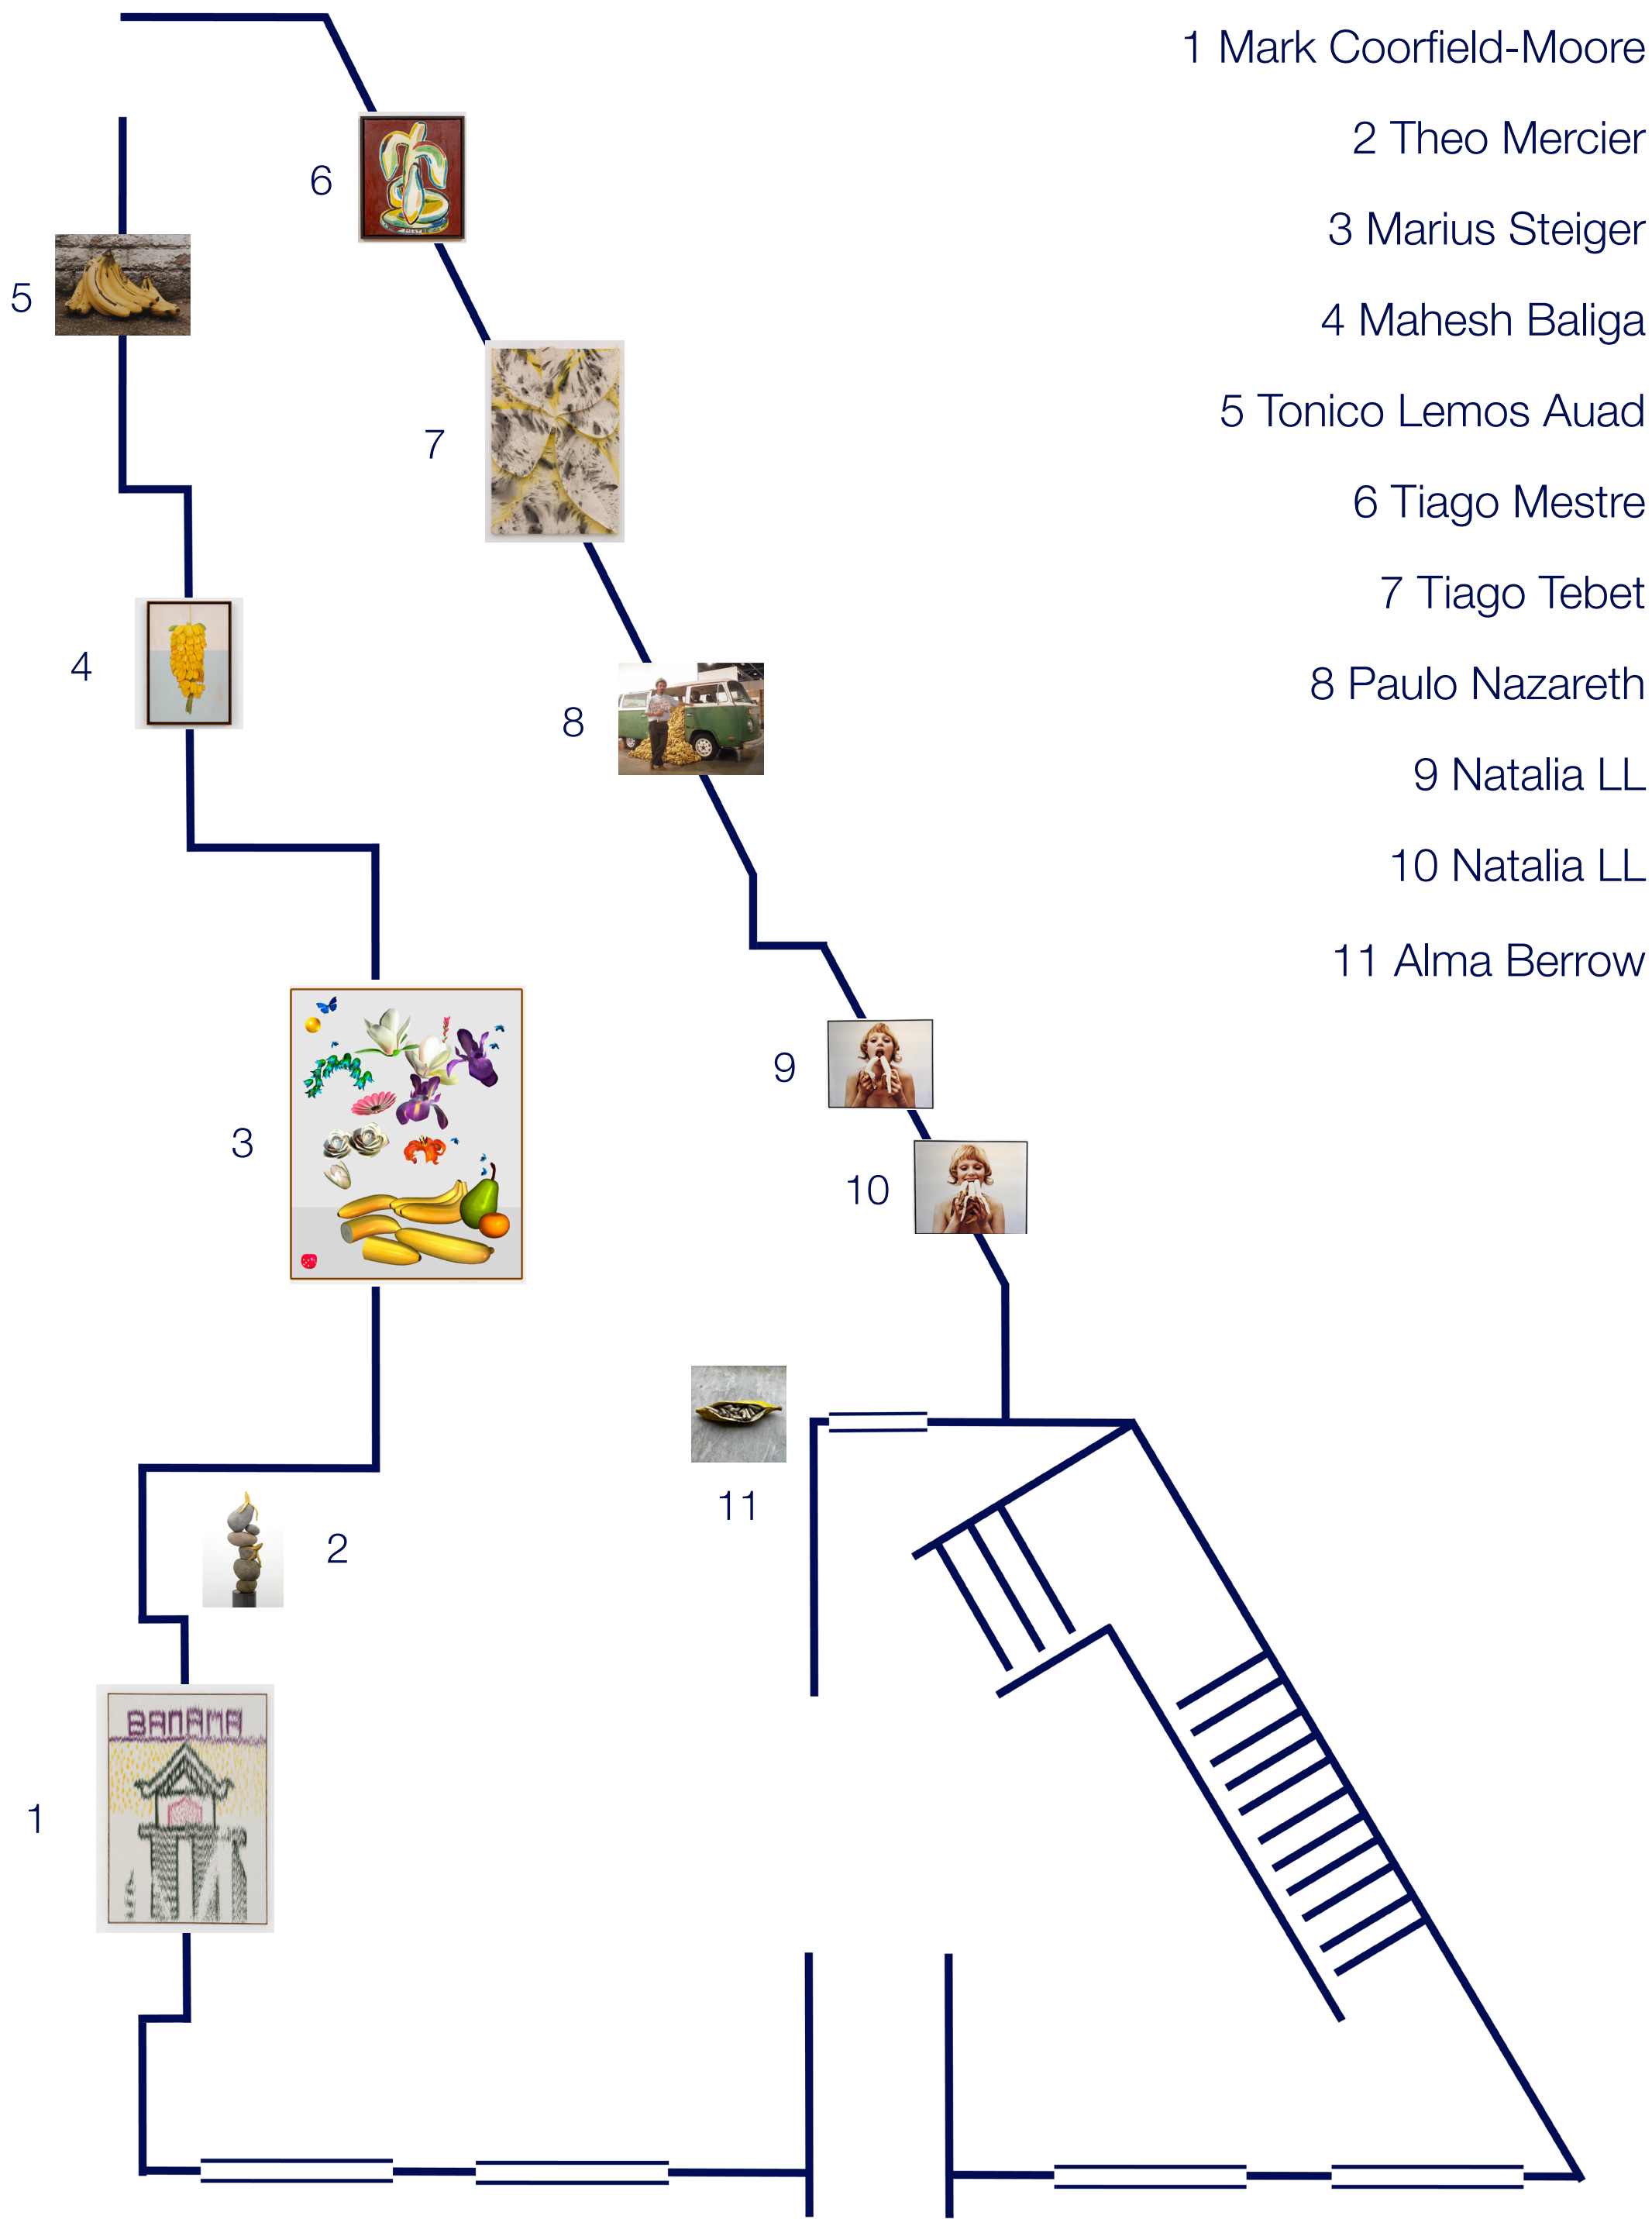 1 Mark Coorfield-Moore
2 Theo Mercier
3 Marius Steiger
4 Mahesh Baliga
5 Tonico Lemos Auad
6 Tiago Mestre
7 Tiago Tebet
8 Paulo Nazareth
9 Natalia LL
10 Natalia LL
11 Alma Berrow
6
5
7
4
8
9
3
10
11
2
BANANA
1